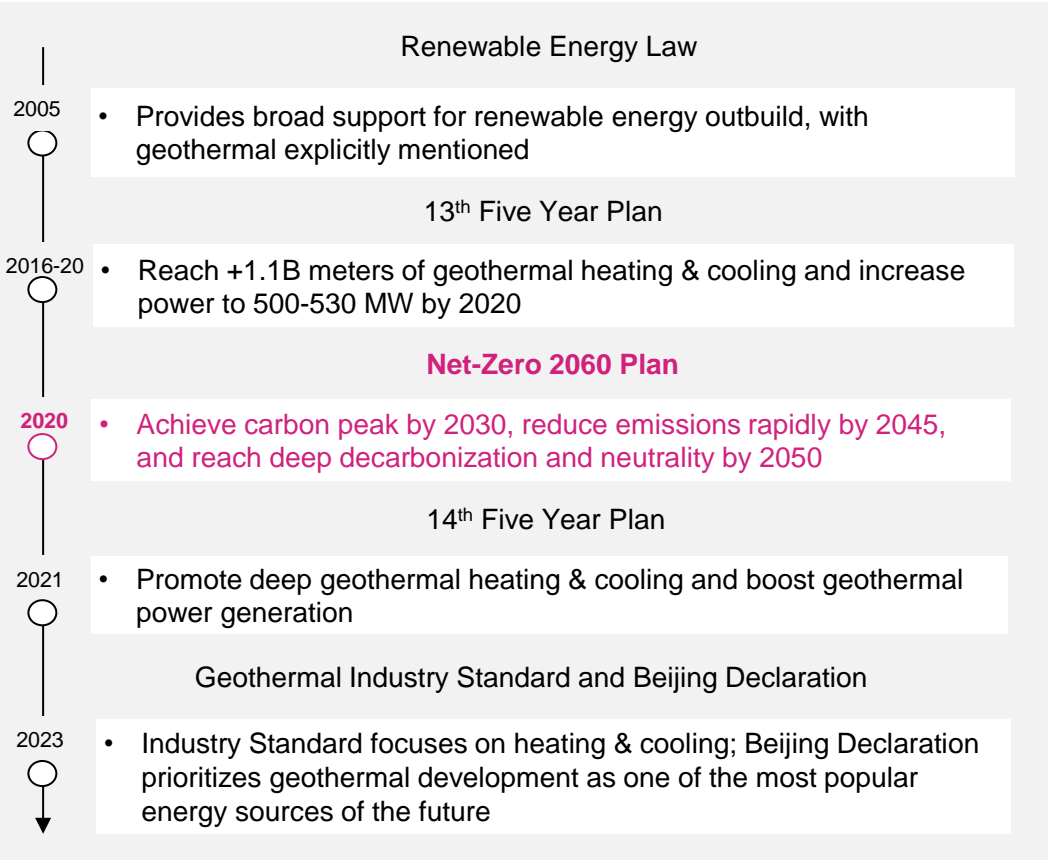 Renewable Energy Law
2005
• Provides broad support for renewable energy outbuild, with
geothermal explicitly mentioned
13th Five Year Plan
2016-20
• Reach +1.1B meters of geothermal heating & cooling and increase
power to 500-530 MW by 2020
Net-Zero 2060 Plan
2020
• Achieve carbon peak by 2030, reduce emissions rapidly by 2045,
and reach deep decarbonization and neutrality by 2050
14th Five Year Plan
2021
• Promote deep geothermal heating & cooling and boost geothermal
power generation
Geothermal Industry Standard and Beijing Declaration
2023
• Industry Standard focuses on heating & cooling; Beijing Declaration
prioritizes geothermal development as one of the most popular
energy sources of the future